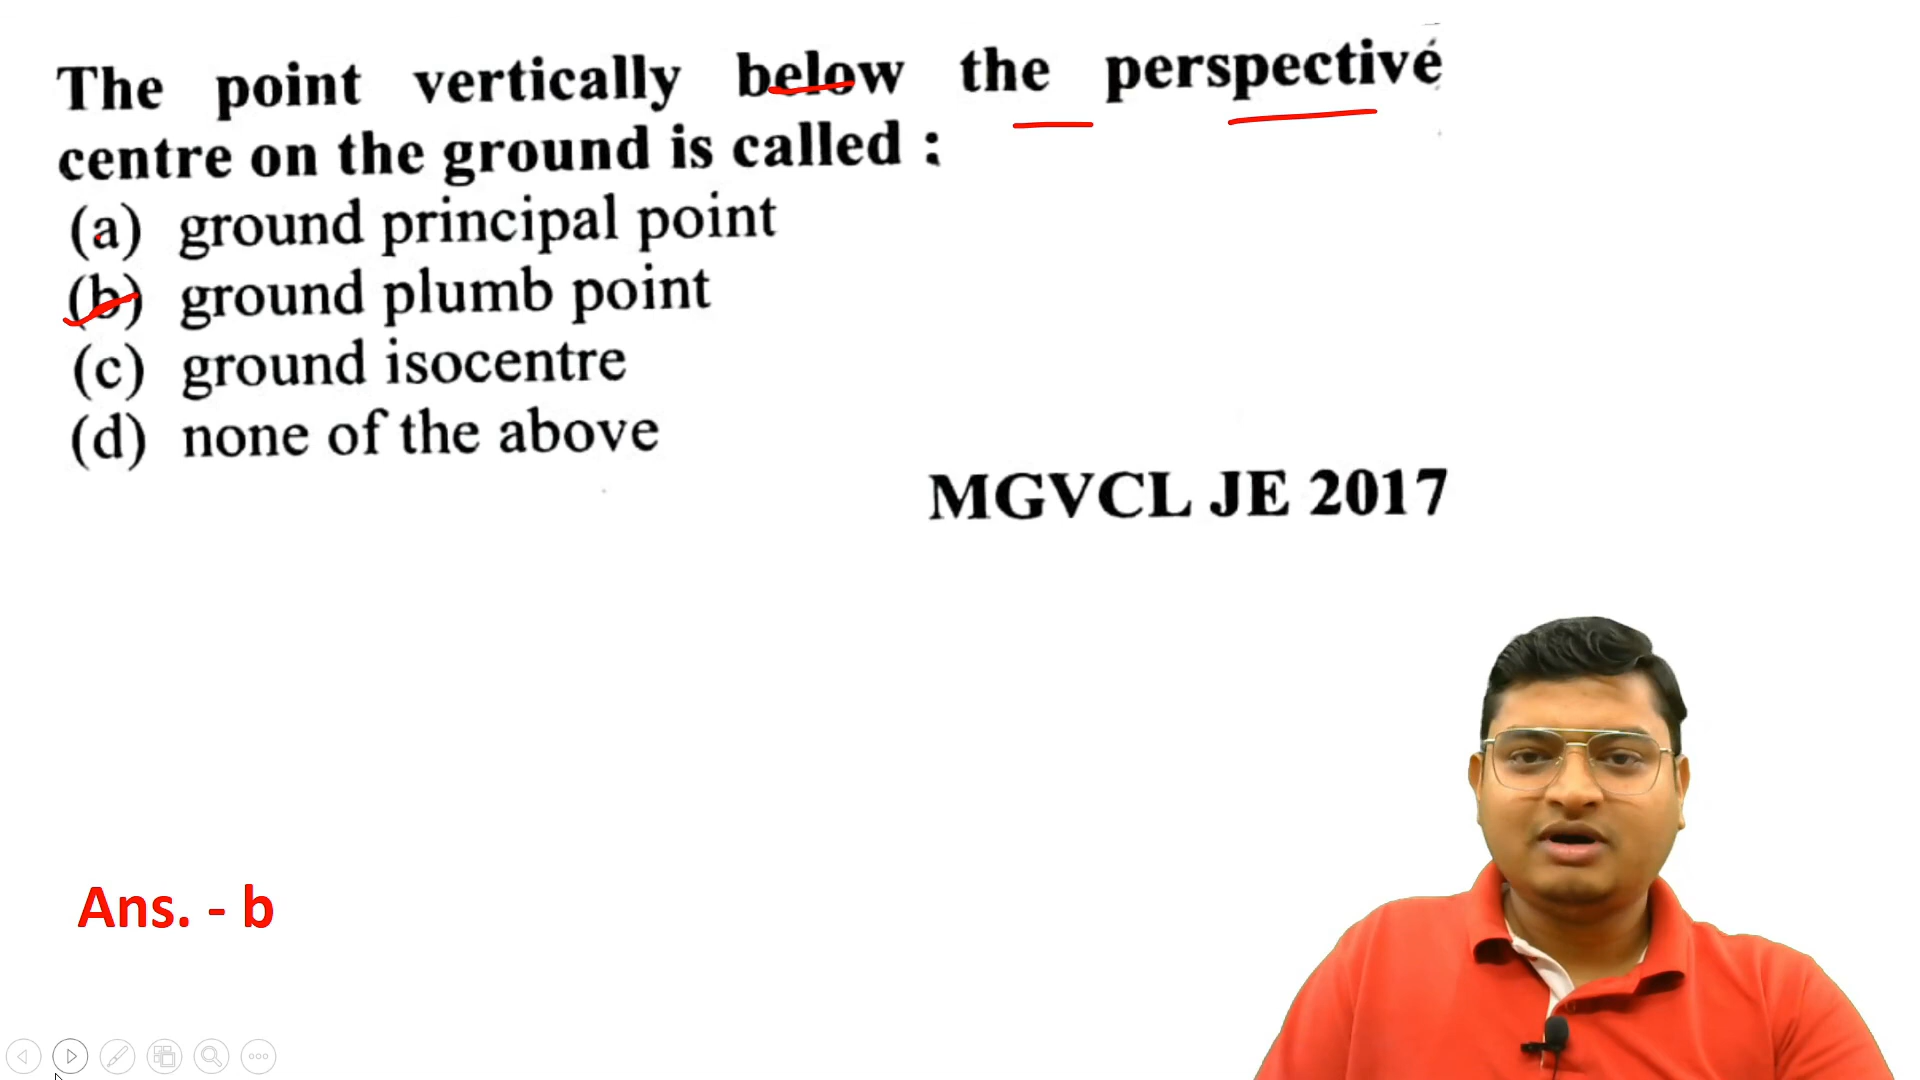 The point vertically below the perspective
centre on the ground is called :
(a) ground principal point
(b) ground plumb point
(c) ground isocentre
(d) none of the above
MGVCL JE 2017
Ans. - b